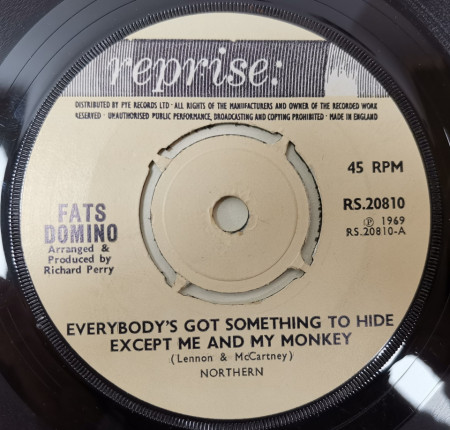 reprise:
DISTRIBUTED BY PYE RECORDS LTD · ALL RIGHTS OF THE MANUFACTURERS AND OWNER OF THE RECORDED WORK
RESERVED · UNAUTHORISED PUBLIC PERFORMANCE, BROADCASTING AND COPYING PROHIBITED · MADE IN ENGLAND
45 RPM
RS.20810
Ⓟ 1969
RS.20810-A
FATS
DOMINO
Arranged &
Produced by
Richard Perry
EVERYBODY'S GOT SOMETHING TO HIDE
EXCEPT ME AND MY MONKEY
(Lennon & McCartney)
NORTHERN